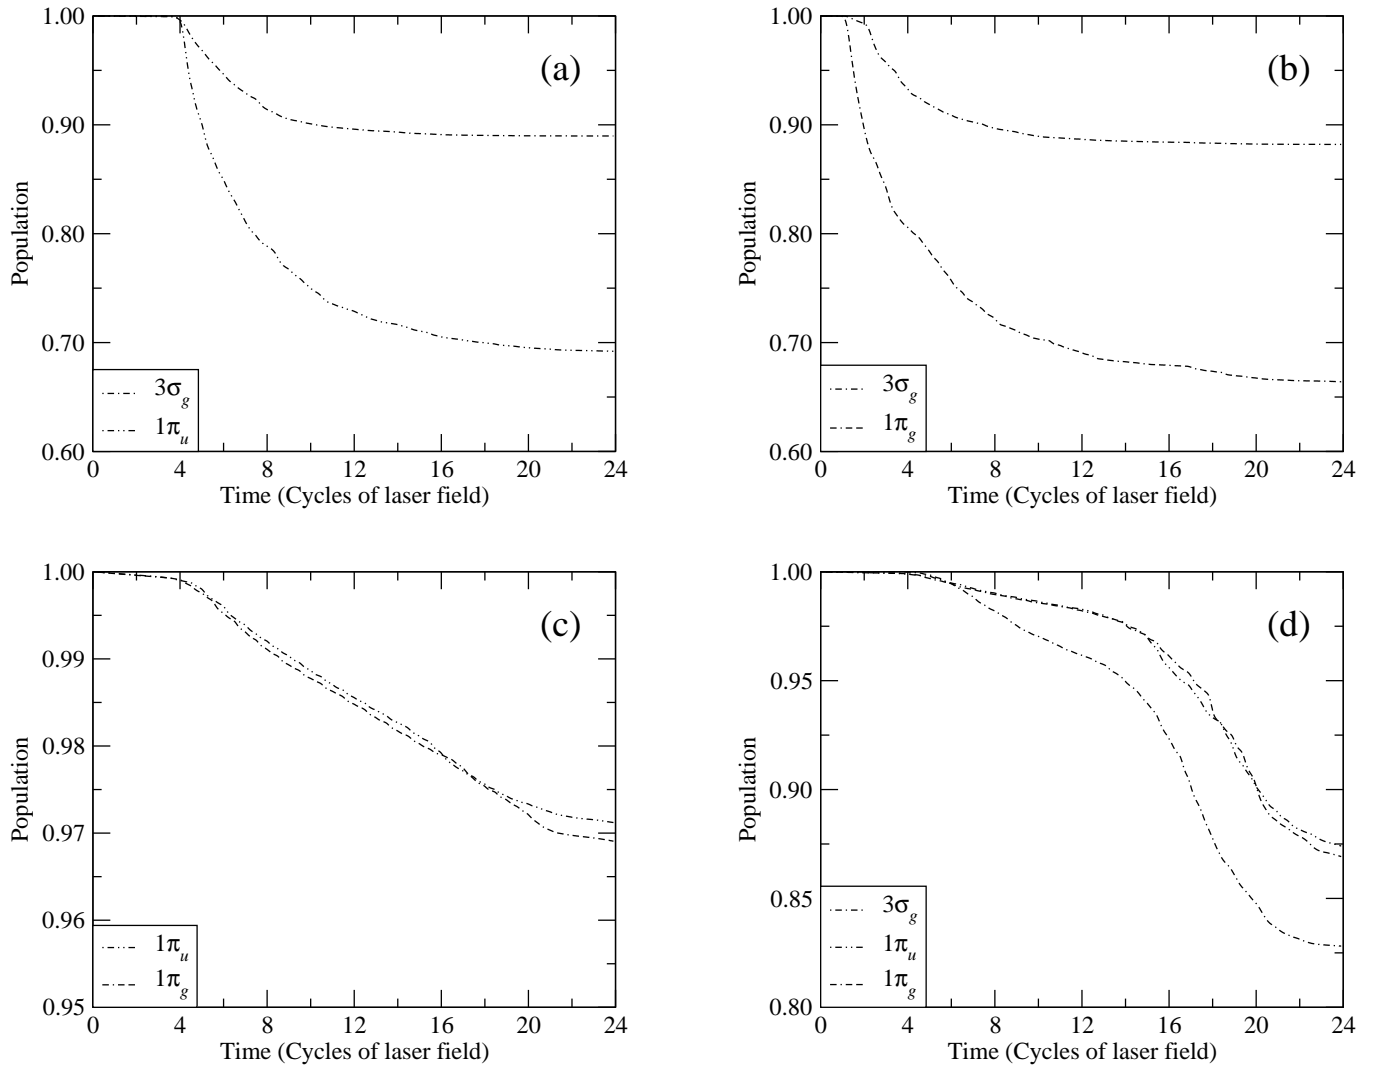 1.00
0.90
0.80
0.70
0.60
Population
(a)
3σg
1πu
0 4 8 12 16 20 24
Time (Cycles of laser field)
1.00
0.90
0.80
0.70
0.60
Population
(b)
3σg
1πg
0 4 8 12 16 20 24
Time (Cycles of laser field)
1.00
0.99
0.98
0.97
0.96
0.95
Population
(c)
1πu
1πg
0 4 8 12 16 20 24
Time (Cycles of laser field)
1.00
0.95
0.90
0.85
0.80
Population
(d)
3σg
1πu
1πg
0 4 8 12 16 20 24
Time (Cycles of laser field)